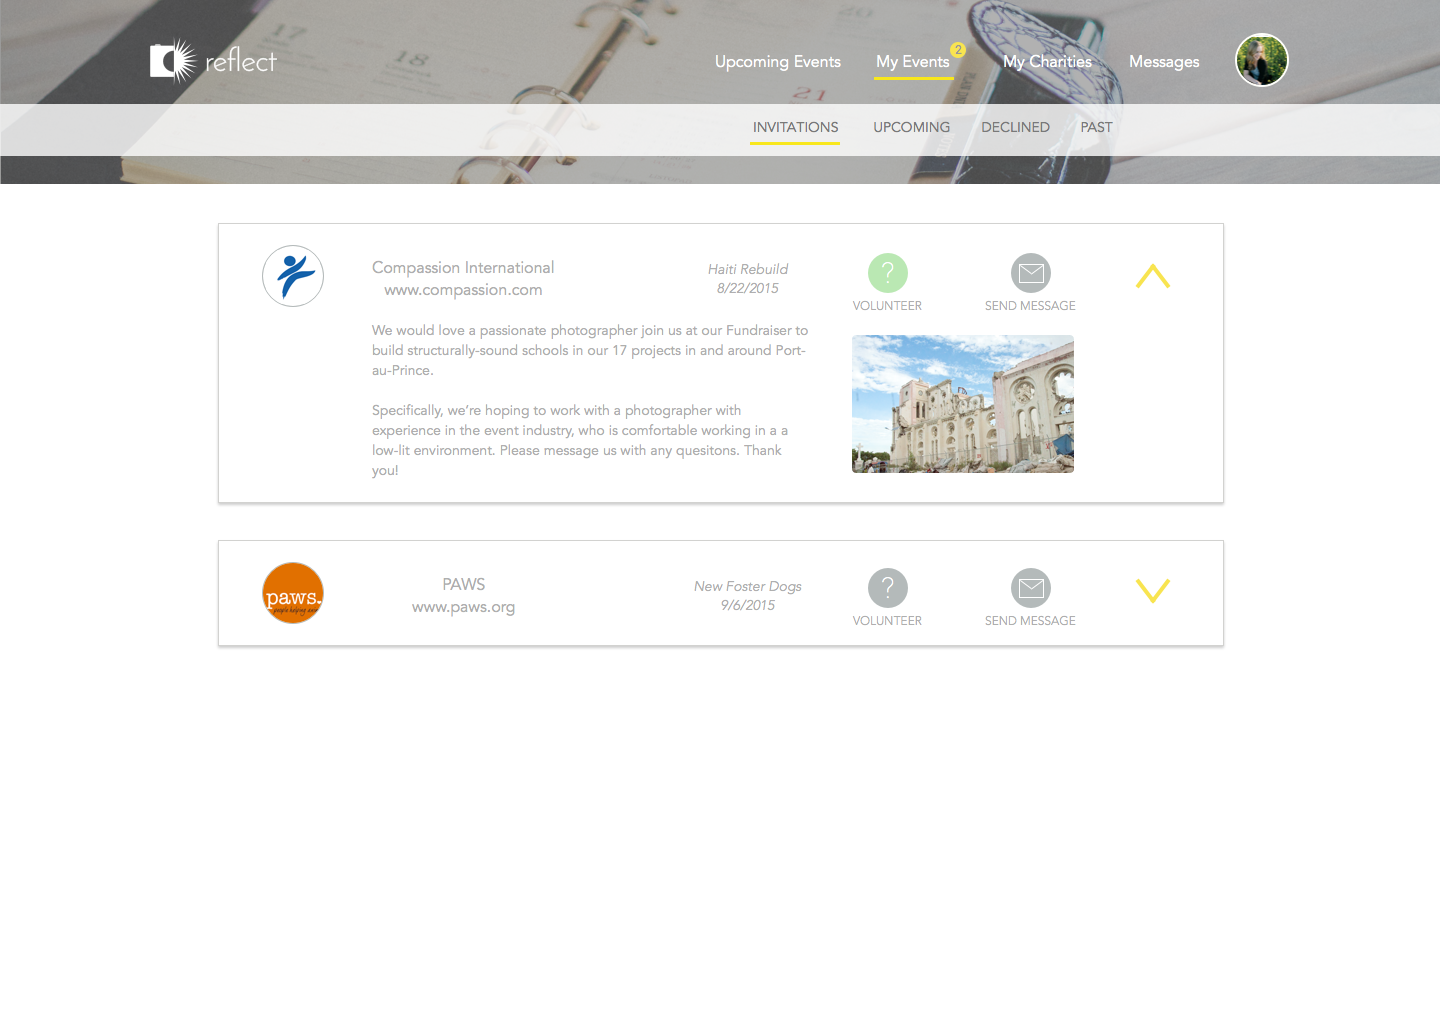 17
18
21
reflect
Upcoming Events
My Events
2
My Charities
Messages
INVITATIONS
UPCOMING
DECLINED
PAST
Compassion International
www.compassion.com
Haiti Rebuild
8/22/2015
?
VOLUNTEER
SEND MESSAGE
We would love a passionate photographer join us at our Fundraiser to
build structurally-sound schools in our 17 projects in and around Port-
au-Prince.
Specifically, we're hoping to work with a photographer with
experience in the event industry, who is comfortable working in a a
low-lit environment. Please message us with any quesitons. Thank
you!
paws.
people helping
PAWS
www.paws.org
New Foster Dogs
9/6/2015
?
VOLUNTEER
SEND MESSAGE